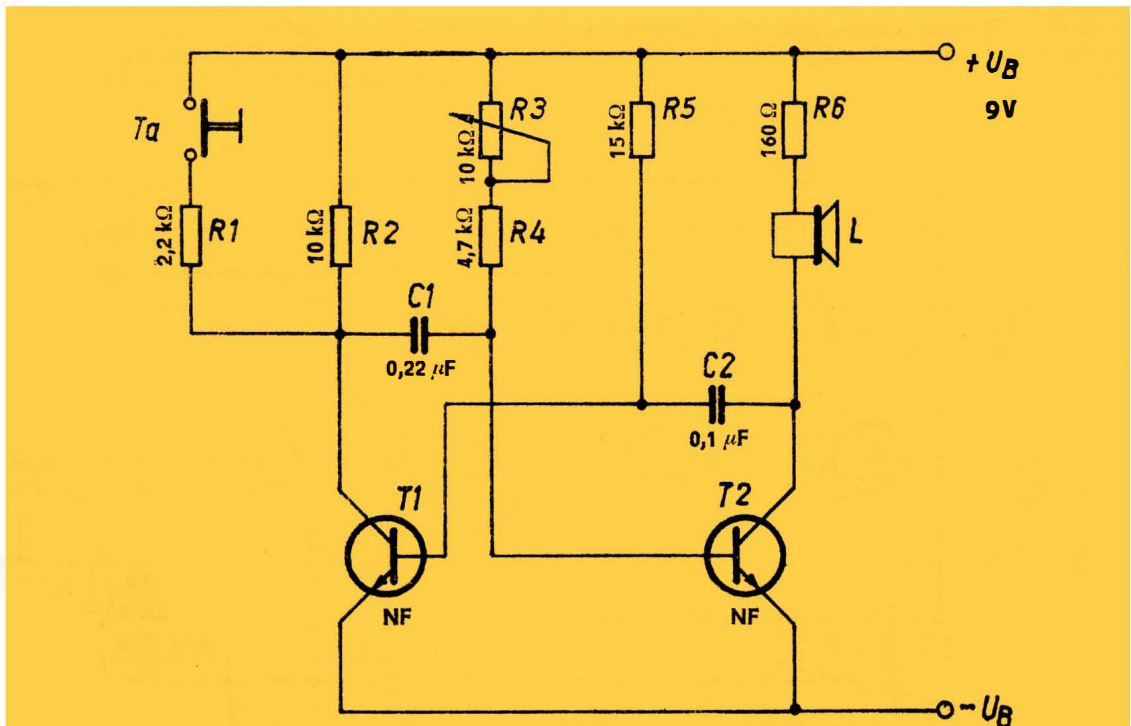 + U_B
9V
Ta
R1
2,2 kΩ
R2
10 kΩ
R3
10 kΩ
R4
4,7 kΩ
R5
15 kΩ
R6
160 Ω
L
C1
0,22 μF
C2
0,1 μF
T1
NF
T2
NF
- U_B